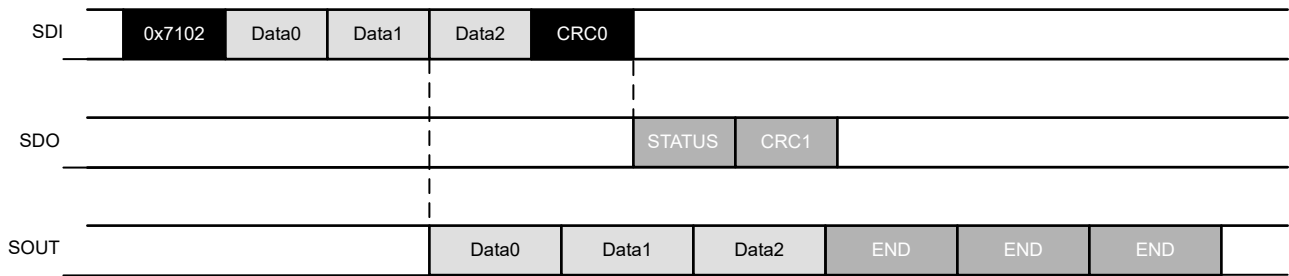 SDI 0x7102 Data0 Data1 Data2 CRC0
SDO STATUS CRC1
SOUT Data0 Data1 Data2 END END END